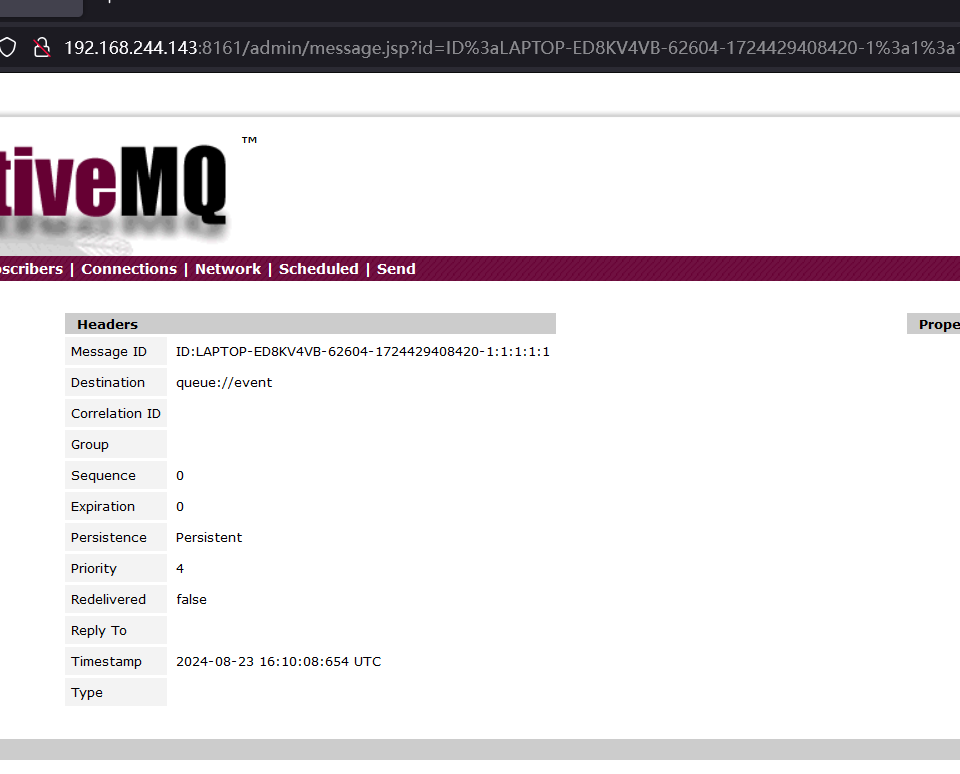 192.168.244.143:8161/admin/message.jsp?id=ID%3aLAPTOP-ED8KV4VB-62604-1724429408420-1%3a1%3a1
tiveMQ ™
scribers | Connections | Network | Scheduled | Send
Headers
Prope
Message ID ID:LAPTOP-ED8KV4VB-62604-1724429408420-1:1:1:1:1
Destination queue://event
Correlation ID
Group
Sequence 0
Expiration 0
Persistence Persistent
Priority 4
Redelivered false
Reply To
Timestamp 2024-08-23 16:10:08:654 UTC
Type